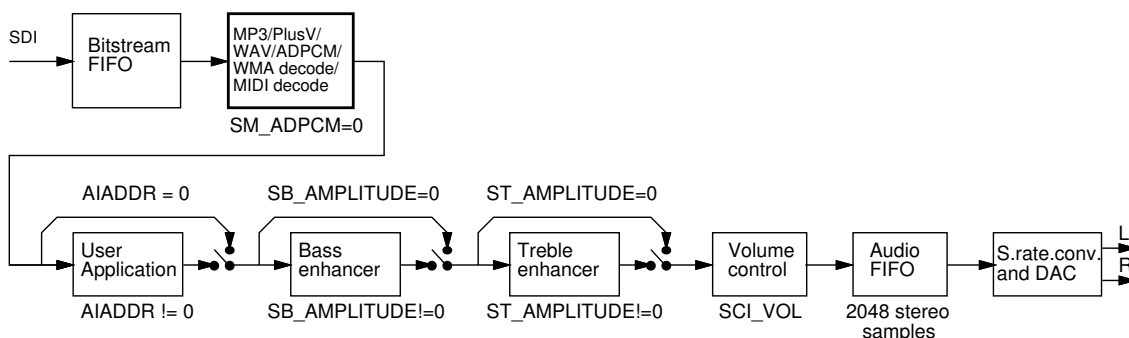 SDI
Bitstream
FIFO
MP3/PlusV/
WAV/ADPCM/
WMA decode/
MIDI decode
SM_ADPCM=0
AIADDR = 0
SB_AMPLITUDE=0
ST_AMPLITUDE=0
User
Application
Bass
enhancer
Treble
enhancer
Volume
control
Audio
FIFO
S.rate.conv.
and DAC
L
R
AIADDR != 0
SB_AMPLITUDE!=0
ST_AMPLITUDE!=0
SCI_VOL
2048 stereo
samples